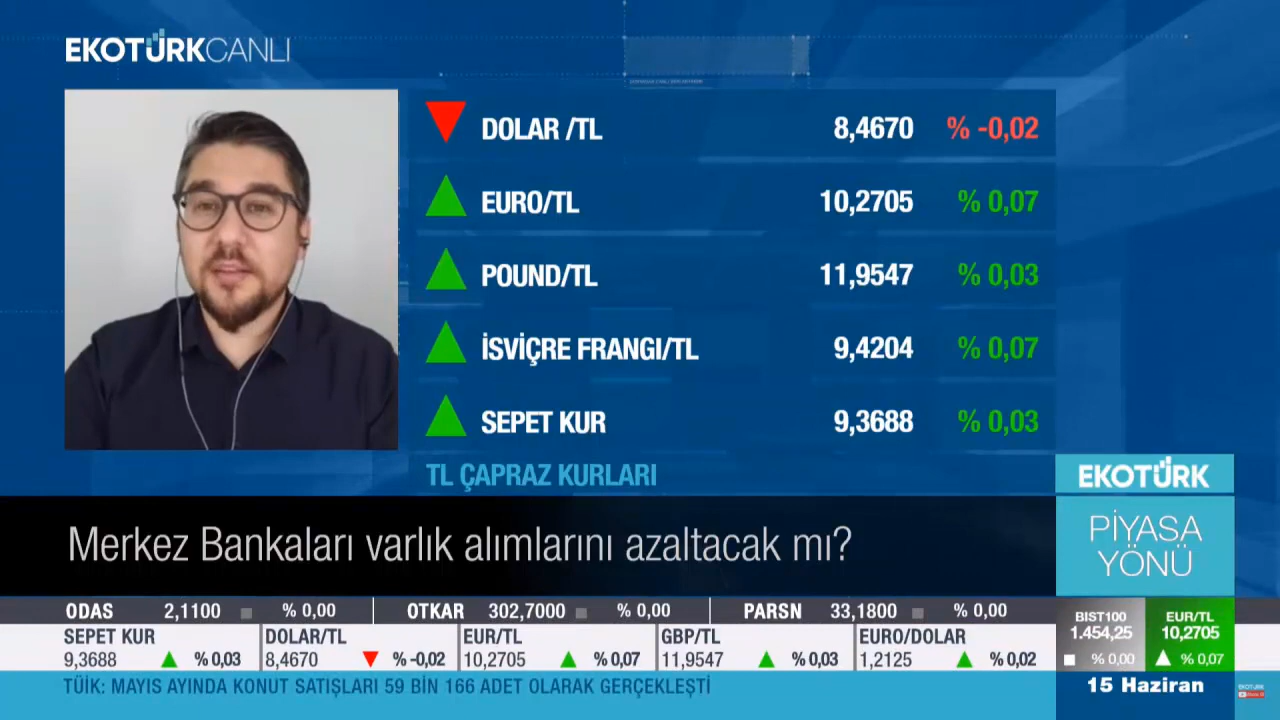 EKOTÜRK CANLI
DOLAR /TL 8,4670 % -0,02
EURO/TL 10,2705 % 0,07
POUND/TL 11,9547 % 0,03
İSVİÇRE FRANGI/TL 9,4204 % 0,07
SEPET KUR 9,3688 % 0,03
TL ÇAPRAZ KURLARI
EKOTÜRK
PİYASA
YÖNÜ
Merkez Bankaları varlık alımlarını azaltacak mı?
ODAS 2,1100 % 0,00 OTKAR 302,7000 % 0,00 PARSN 33,1800 % 0,00
SEPET KUR DOLAR/TL EUR/TL GBP/TL EURO/DOLAR
9,3688 % 0,03 8,4670 % -0,02 10,2705 % 0,07 11,9547 % 0,03 1,2125 % 0,02
BIST100
1.454,25
% 0,00
EUR/TL
10,2705
% 0,07
TÜİK: MAYIS AYINDA KONUT SATIŞLARI 59 BİN 166 ADET OLARAK GERÇEKLEŞTİ
15 Haziran
EKOTÜRK